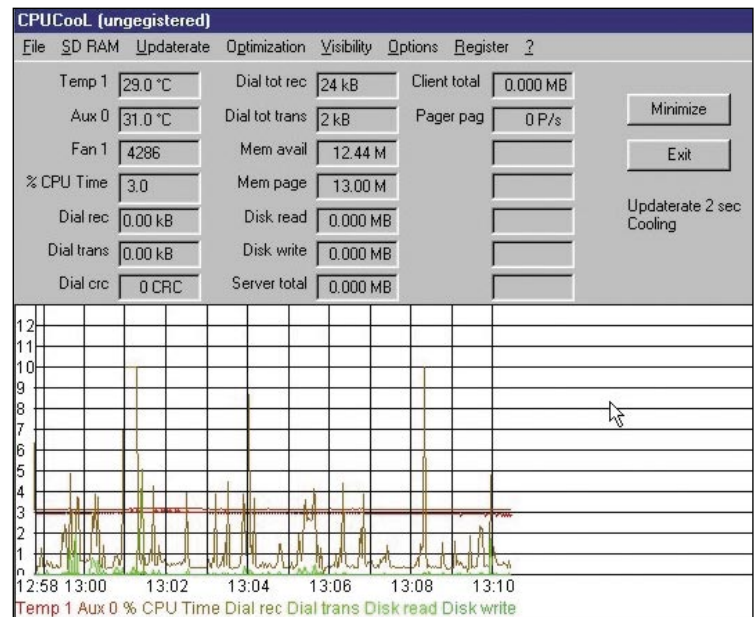 CPUCooL (ungegistered)
File SD RAM Updaterate Optimization Visibility Options Register ?
Temp 1 29.0 °C Dial tot rec 24 kB Client total 0.000 MB
Aux 0 31.0 °C Dial tot trans 2 kB Pager pag 0 P/s
Fan 1 4286 Mem avail 12.44 M
% CPU Time 3.0 Mem page 13.00 M
Dial rec 0.00 kB Disk read 0.000 MB
Dial trans 0.00 kB Disk write 0.000 MB
Dial crc 0 CRC Server total 0.000 MB
Minimize
Exit
Updaterate 2 sec
Cooling
12
11
10
9
8
7
6
5
4
3
2
1
0
12:58 13:00 13:02 13:04 13:06 13:08 13:10
Temp 1 Aux 0 % CPU Time Dial rec Dial trans Disk read Disk write